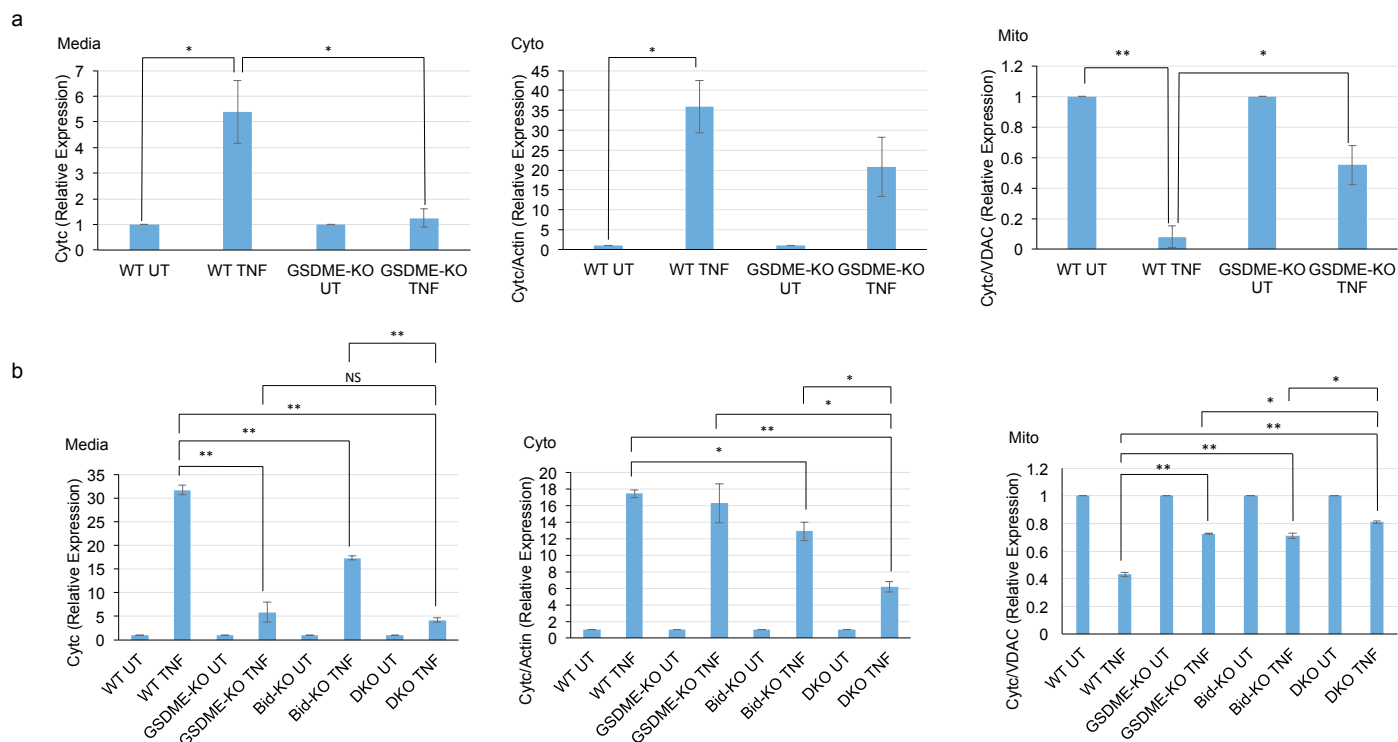 a
Media
*
*
Cytc (Relative Expression)
7
6
5
4
3
2
1
0
WT UT
WT TNF
GSDME-KO
UT
GSDME-KO
TNF
Cyto
*
Cytc/Actin (Relative Expression)
45
40
35
30
25
20
15
10
5
0
WT UT
WT TNF
GSDME-KO
UT
GSDME-KO
TNF
Mito
**
*
Cytc/VDAC (Relative Expression)
1.2
1
0.8
0.6
0.4
0.2
0
WT UT
WT TNF
GSDME-KO
UT
GSDME-KO
TNF
b
Media
**
NS
**
**
**
Cytc (Relative Expression)
35
30
25
20
15
10
5
0
WT UT
WT TNF
GSDME-KO UT
GSDME-KO TNF
Bid-KO UT
Bid-KO TNF
DKO UT
DKO TNF
Cyto
*
*
**
*
Cytc/Actin (Relative Expression)
20
18
16
14
12
10
8
6
4
2
0
WT UT
WT TNF
GSDME-KO UT
GSDME-KO TNF
Bid-KO UT
Bid-KO TNF
DKO UT
DKO TNF
Mito
*
*
**
**
**
Cytc/VDAC (Relative Expression)
1.2
1
0.8
0.6
0.4
0.2
0
WT UT
WT TNF
GSDME-KO UT
GSDME-KO TNF
Bid-KO UT
Bid-KO TNF
DKO UT
DKO TNF